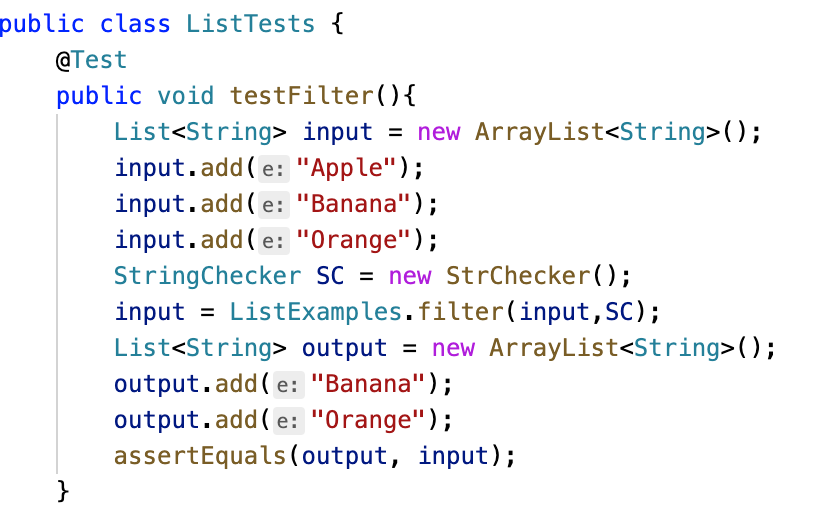 public class ListTests {
    @Test
    public void testFilter(){
        List<String> input = new ArrayList<String>();
        input.add(e: "Apple");
        input.add(e: "Banana");
        input.add(e: "Orange");
        StringChecker SC = new StrChecker();
        input = ListExamples.filter(input,SC);
        List<String> output = new ArrayList<String>();
        output.add(e: "Banana");
        output.add(e: "Orange");
        assertEquals(output, input);
    }